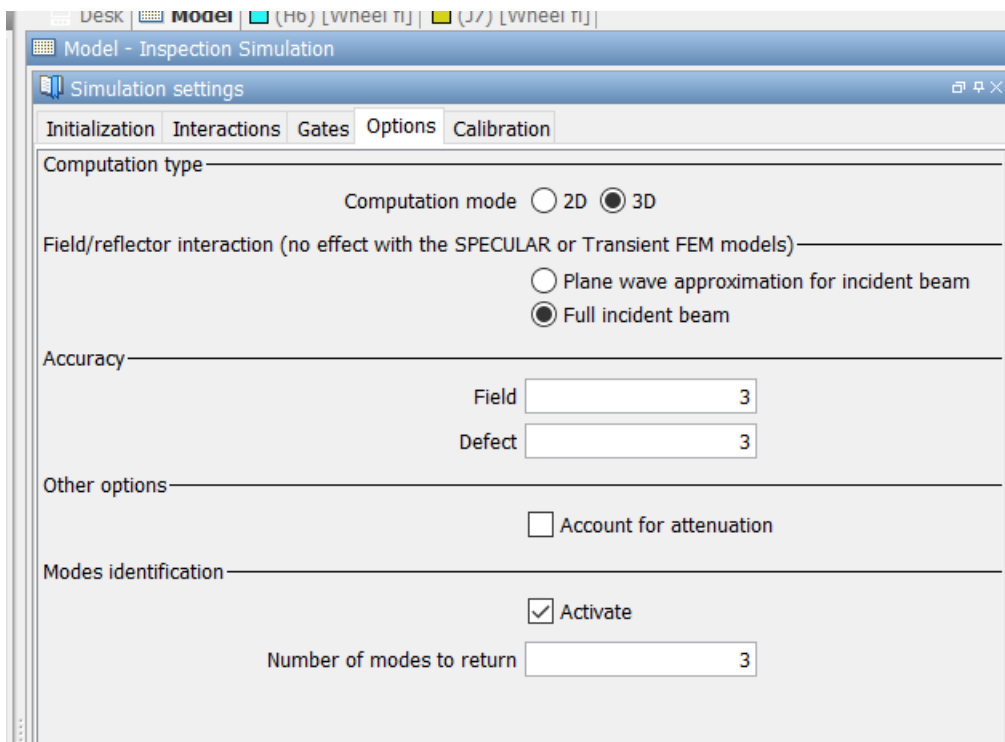 Desk Model (H6) [Wheel fl] (J7) [Wheel fl]
Model - Inspection Simulation
Simulation settings
Initialization Interactions Gates Options Calibration
Computation type
Computation mode 2D 3D
Field/reflector interaction (no effect with the SPECULAR or Transient FEM models)
Plane wave approximation for incident beam
Full incident beam
Accuracy
Field 3
Defect 3
Other options
Account for attenuation
Modes identification
Activate
Number of modes to return 3